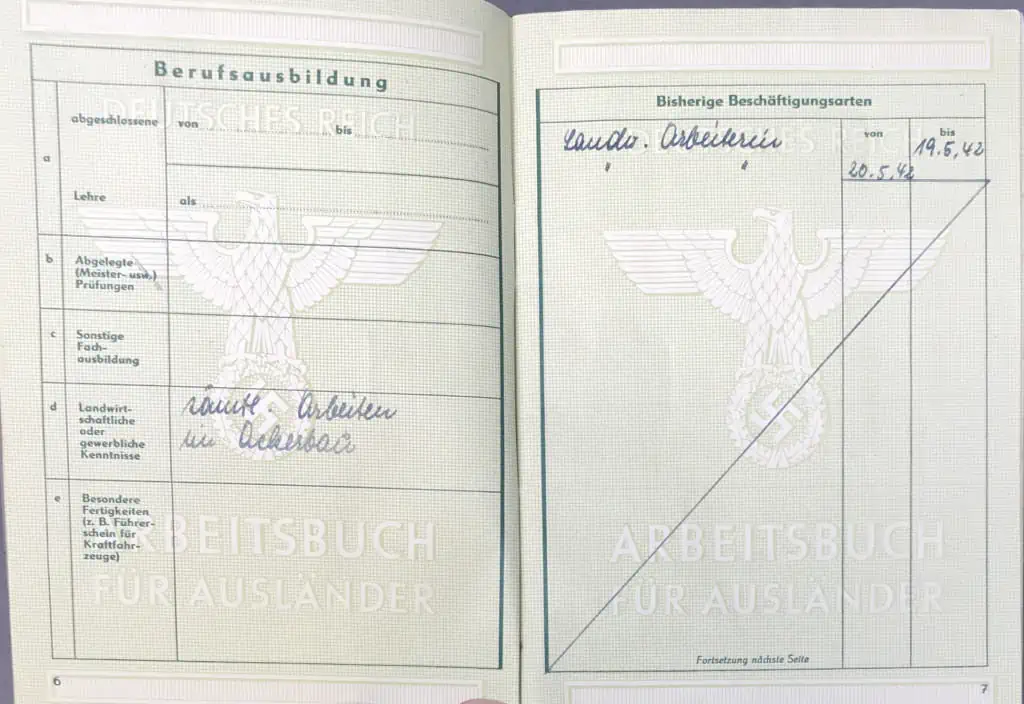 Berufsausbildung
DEUTSCHES REICH
a
abgeschlossene
von
bis
Lehre
als
b
Abgelegte
(Meister- usw.)
Prüfungen
c
Sonstige
Fach-
ausbildung
d
Landwirt-
schaftliche
oder
gewerbliche
Kenntnisse
sämtl. Arbeiten
im Ackerbau
e
Besondere
Fertigkeiten
(z. B. Führer-
schein für
Kraftfahr-
zeuge)
ARBEITSBUCH
FÜR AUSLÄNDER
6
Bisherige Beschäftigungsarten
DEUTSCHES REICH
von
bis
Landw. Arbeiterin
19.5.42
" "
20.5.42
ARBEITSBUCH
FÜR AUSLÄNDER
Fortsetzung nächste Seite
7